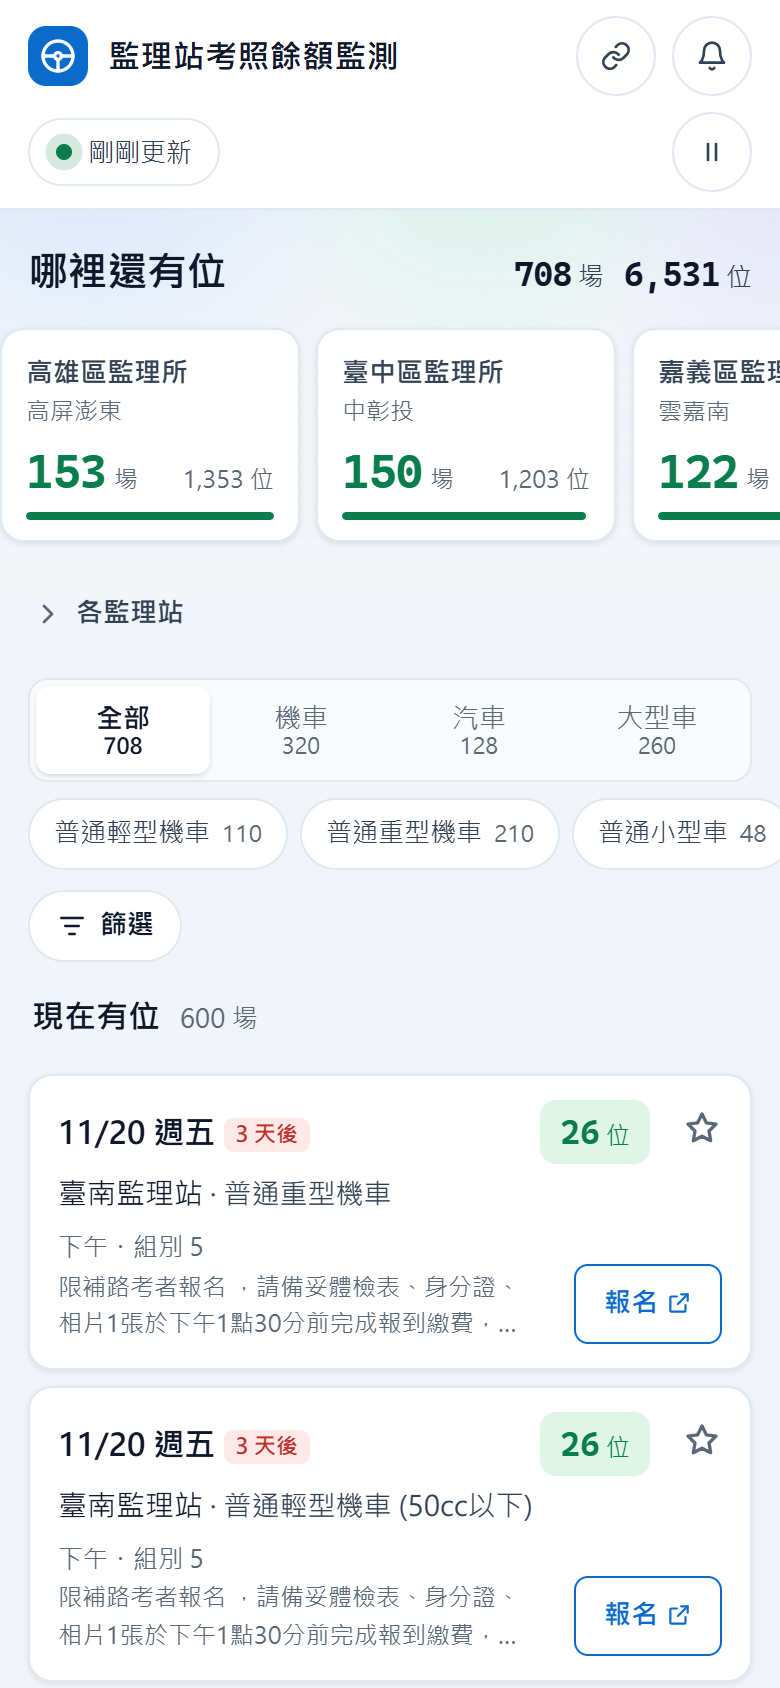 監理站考照餘額監測
剛剛更新
哪裡還有位 708 場 6,531 位
高雄區監理所
高屏澎東
153 場 1,353 位
臺中區監理所
中彰投
150 場 1,203 位
嘉義區監理
雲嘉南
122 場
各監理站
全部 機車 汽車 大型車
708 320 128 260
普通輕型機車 110 普通重型機車 210 普通小型車 48
篩選
現在有位 600 場
11/20 週五 3 天後 26 位
臺南監理站 · 普通重型機車
下午 · 組別 5
限補路考者報名 ，請備妥體檢表、身分證、
相片1張於下午1點30分前完成報到繳費，...
報名
11/20 週五 3 天後 26 位
臺南監理站 · 普通輕型機車 (50cc以下)
下午 · 組別 5
限補路考者報名 ，請備妥體檢表、身分證、
相片1張於下午1點30分前完成報到繳費，...
報名